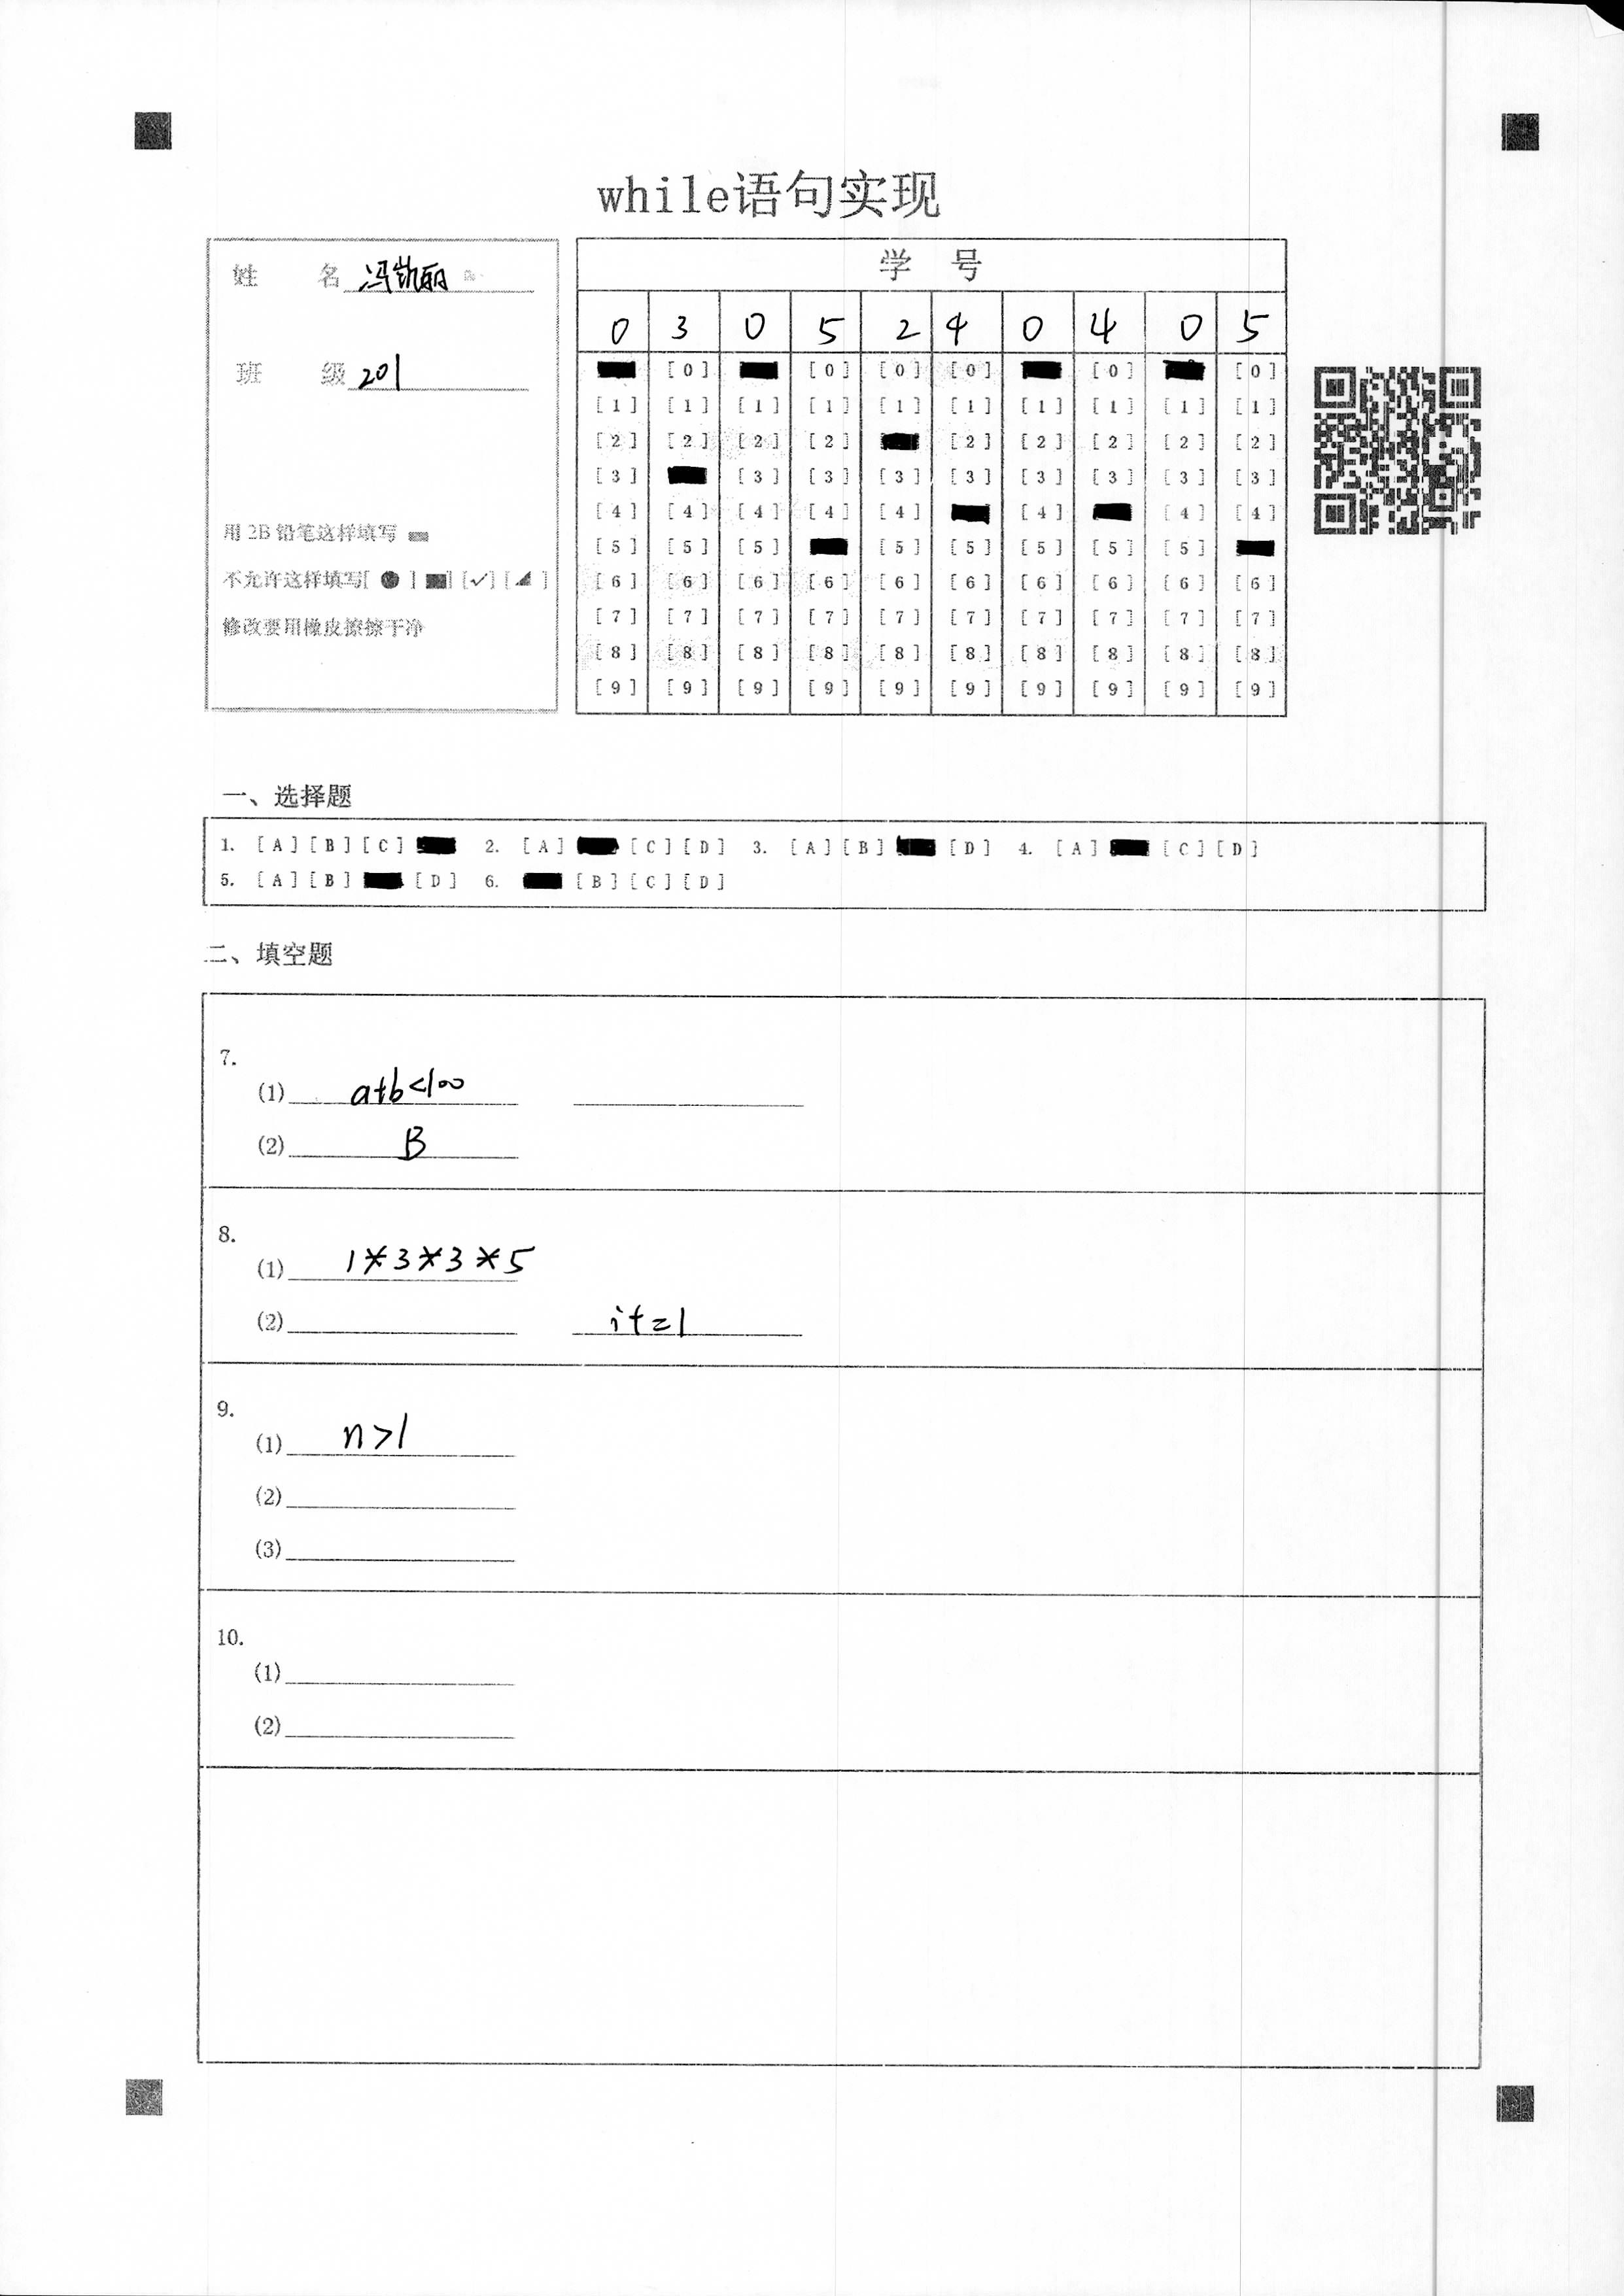 while语句实现
姓 名 冯凯丽
班 级 201
用 2B 铅笔这样填写
不允许这样填写[ ● ] [■] [✓] [◢ ]
修改要用橡皮擦擦干净
学 号
0 3 0 5 2 4 0 4 0 5
[0] [0] [0] [0] [0] [0]
[1] [1] [1] [1] [1] [1] [1] [1] [1] [1]
[2] [2] [2] [2] [2] [2] [2] [2] [2]
[3] [3] [3] [3] [3] [3] [3] [3] [3]
[4] [4] [4] [4] [4] [4] [4] [4]
[5] [5] [5] [5] [5] [5] [5] [5]
[6] [6] [6] [6] [6] [6] [6] [6] [6] [6]
[7] [7] [7] [7] [7] [7] [7] [7] [7] [7]
[8] [8] [8] [8] [8] [8] [8] [8] [8] [8]
[9] [9] [9] [9] [9] [9] [9] [9] [9] [9]
一、选择题
1. [A] [B] [C] 2. [A] [C] [D] 3. [A] [B] [D] 4. [A] [C] [D]
5. [A] [B] [D] 6. [B] [C] [D]
二、填空题
7.
(1) a+b<100
(2) B
8.
(1) 1*3*3*5
(2) i+=1
9.
(1) n>1
(2)
(3)
10.
(1)
(2)